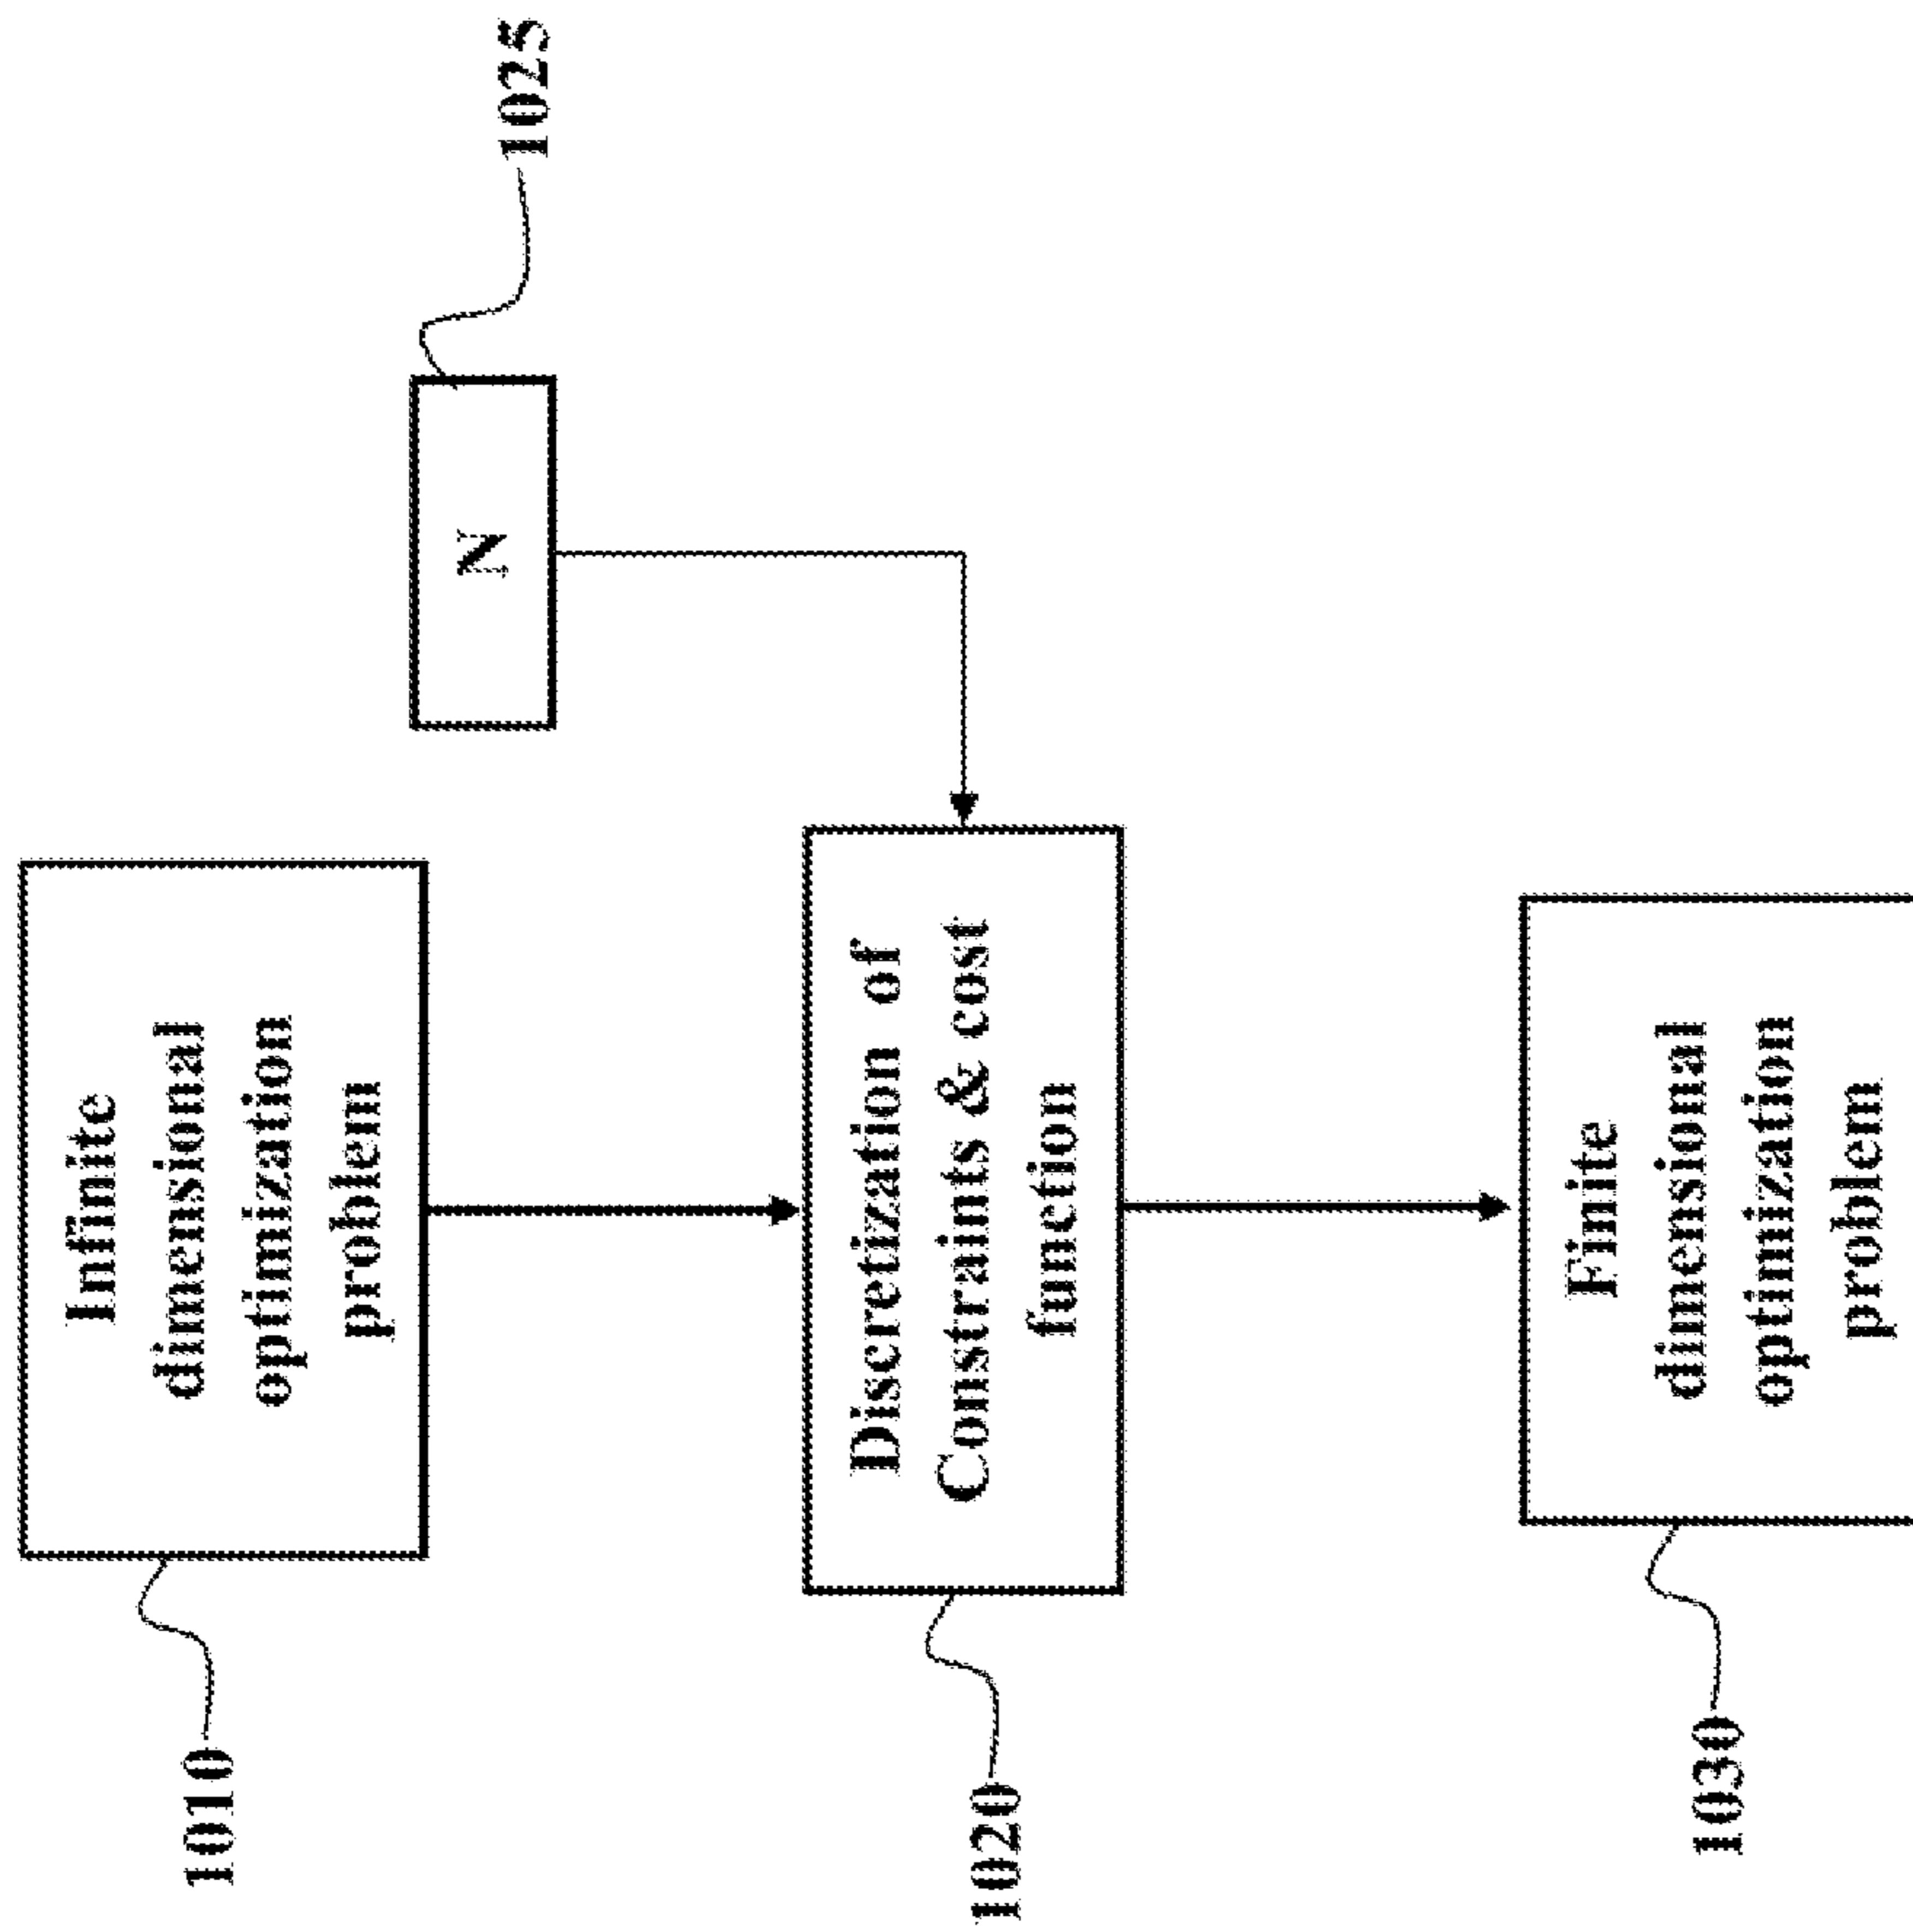 1010
Infinite
dimensional
optimization
problem
N
1025
1020
Discretization of
Constraints & cost
function
1030
Finite
dimensional
optimization
problem